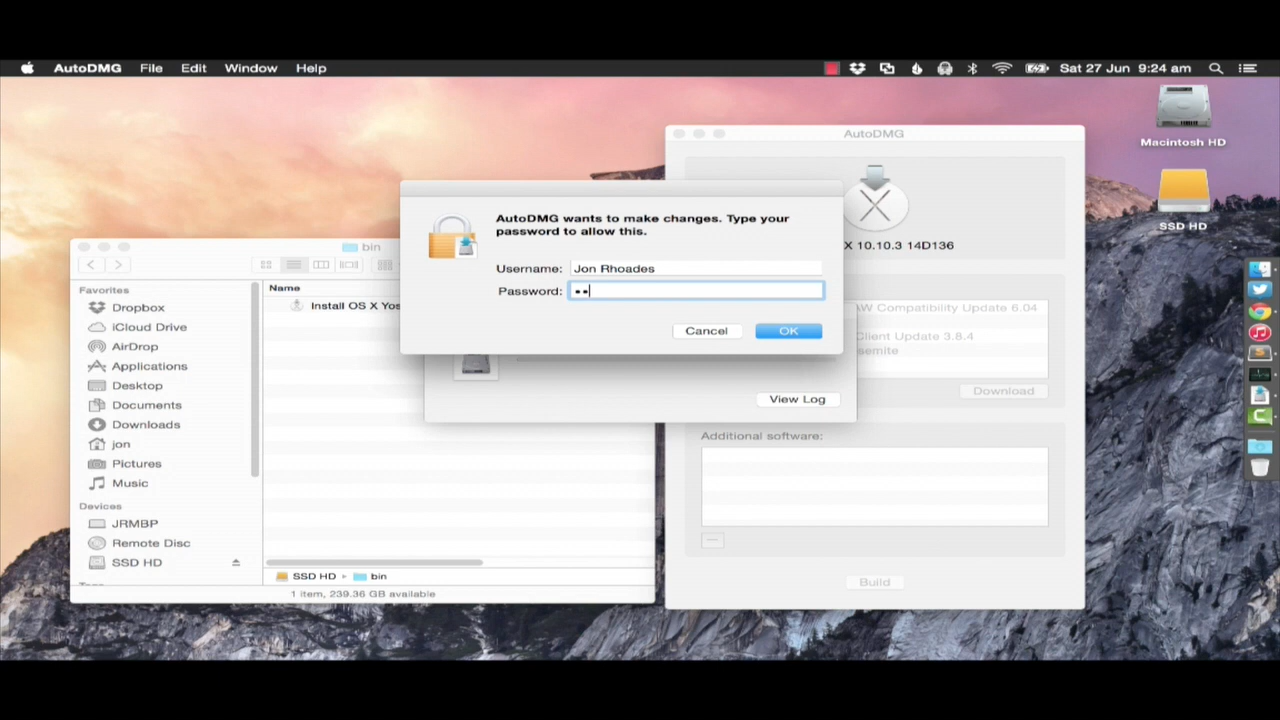 AutoDMG File Edit Window Help Sat 27 Jun 9:24 am
Macintosh HD
SSD HD
AutoDMG
X 10.10.3 14D136
AW Compatibility Update 6.04
Client Update 3.8.4
semite
Download
Additional software:
Build
AutoDMG wants to make changes. Type your
password to allow this.
Username: Jon Rhoades
Password: ••
Cancel OK
View Log
bin
Favorites
Dropbox
iCloud Drive
AirDrop
Applications
Desktop
Documents
Downloads
jon
Pictures
Music
Devices
JRMBP
Remote Disc
SSD HD
Name
Install OS X Yos
SSD HD ▸ bin
1 item, 239.36 GB available